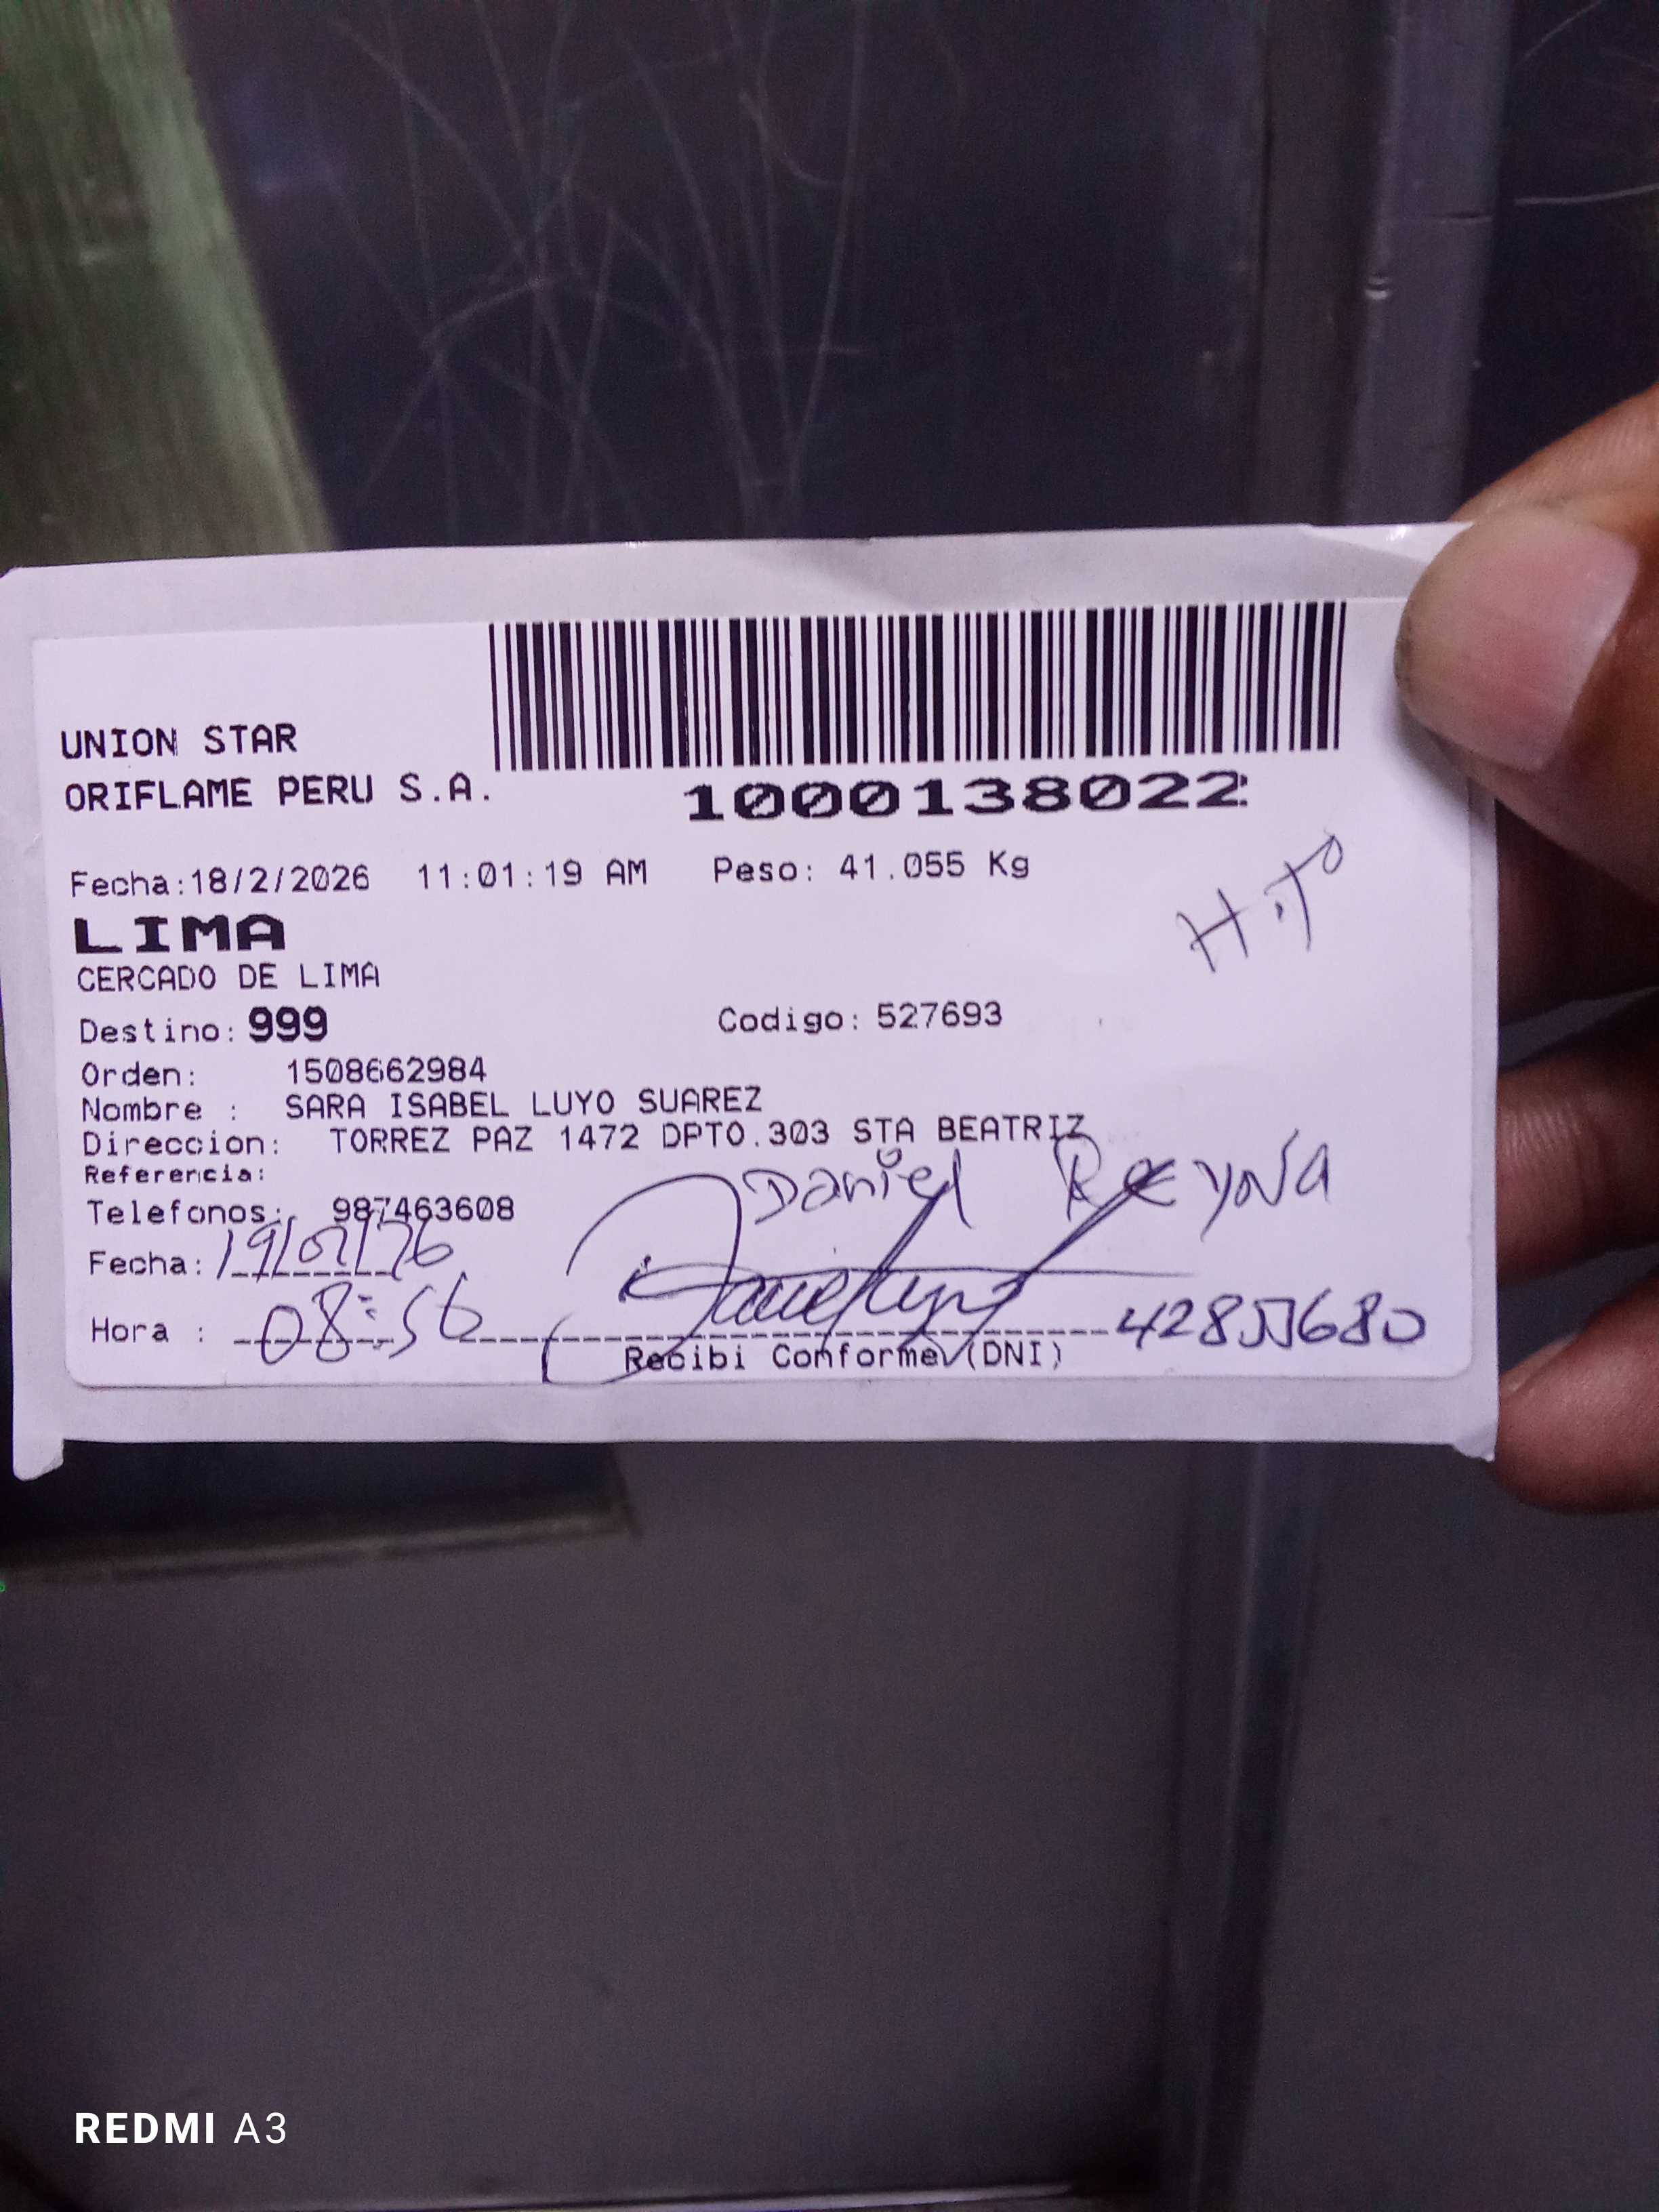 UNION STAR
ORIFLAME PERU S.A.
1000138022
Fecha:18/2/2026 11:01:19 AM Peso: 41.055 Kg
LIMA
CERCADO DE LIMA
Destino: 999 Codigo: 527693
Orden: 1508662984
Nombre : SARA ISABEL LUYO SUAREZ
Direccion: TORREZ PAZ 1472 DPTO.303 STA BEATRIZ
Referencia:
Daniel Reyna
Telefonos: 987463608
Fecha: 19/02/26
Hora : 08:56 42855680
Recibi Conforme (DNI)
REDMI A3